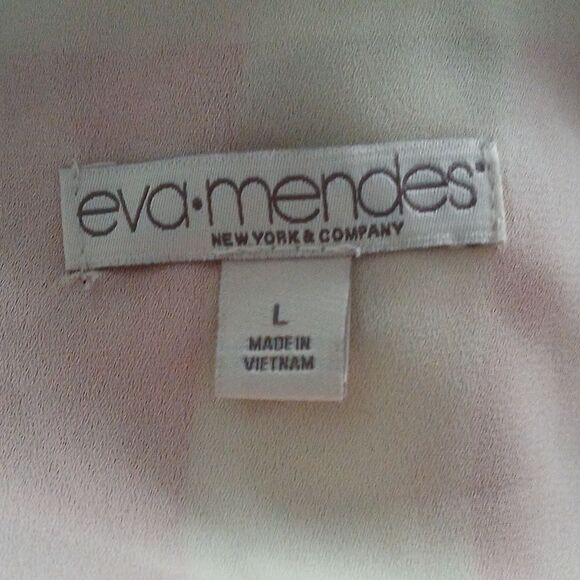 eva•mendes
NEW YORK & COMPANY
L
MADE IN
VIETNAM